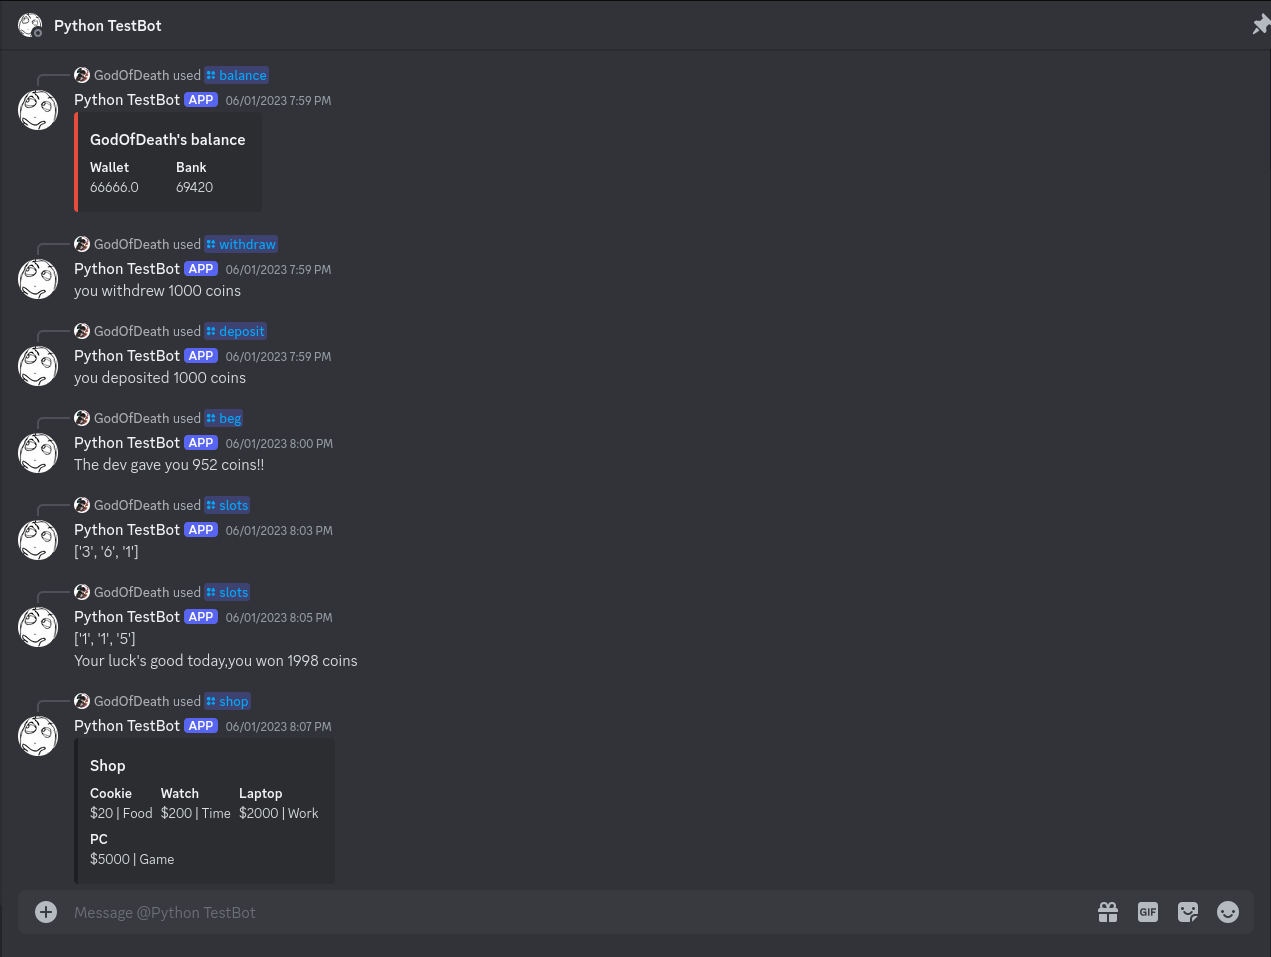 Python TestBot
GodOfDeath used balance
Python TestBot APP 06/01/2023 7:59 PM
GodOfDeath's balance
Wallet Bank
66666.0 69420
GodOfDeath used withdraw
Python TestBot APP 06/01/2023 7:59 PM
you withdrew 1000 coins
GodOfDeath used deposit
Python TestBot APP 06/01/2023 7:59 PM
you deposited 1000 coins
GodOfDeath used beg
Python TestBot APP 06/01/2023 8:00 PM
The dev gave you 952 coins!!
GodOfDeath used slots
Python TestBot APP 06/01/2023 8:03 PM
['3', '6', '1']
GodOfDeath used slots
Python TestBot APP 06/01/2023 8:05 PM
['1', '1', '5']
Your luck's good today,you won 1998 coins
GodOfDeath used shop
Python TestBot APP 06/01/2023 8:07 PM
Shop
Cookie Watch Laptop
$20 | Food $200 | Time $2000 | Work
PC
$5000 | Game
Message @Python TestBot GIF